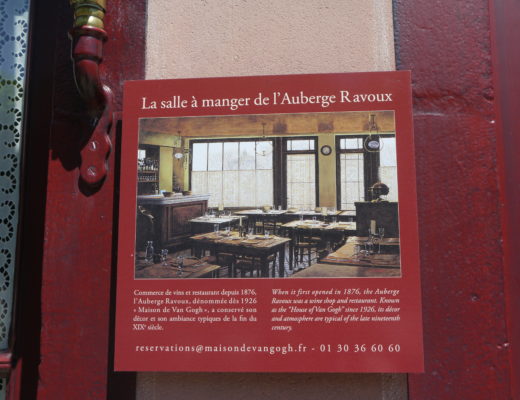 La salle à manger de l'Auberge Ravoux
Commerce de vins et restaurant depuis 1876,
l'Auberge Ravoux, dénommée dès 1926
« Maison de Van Gogh », a conservé son
décor et son ambiance typiques de la fin du
XIXe siècle.
When it first opened in 1876, the Auberge
Ravoux was a wine shop and restaurant. Known
as the "House of Van Gogh" since 1926, its décor
and atmosphere are typical of the late nineteenth
century.
reservations@maisondevangogh.fr - 01 30 36 60 60